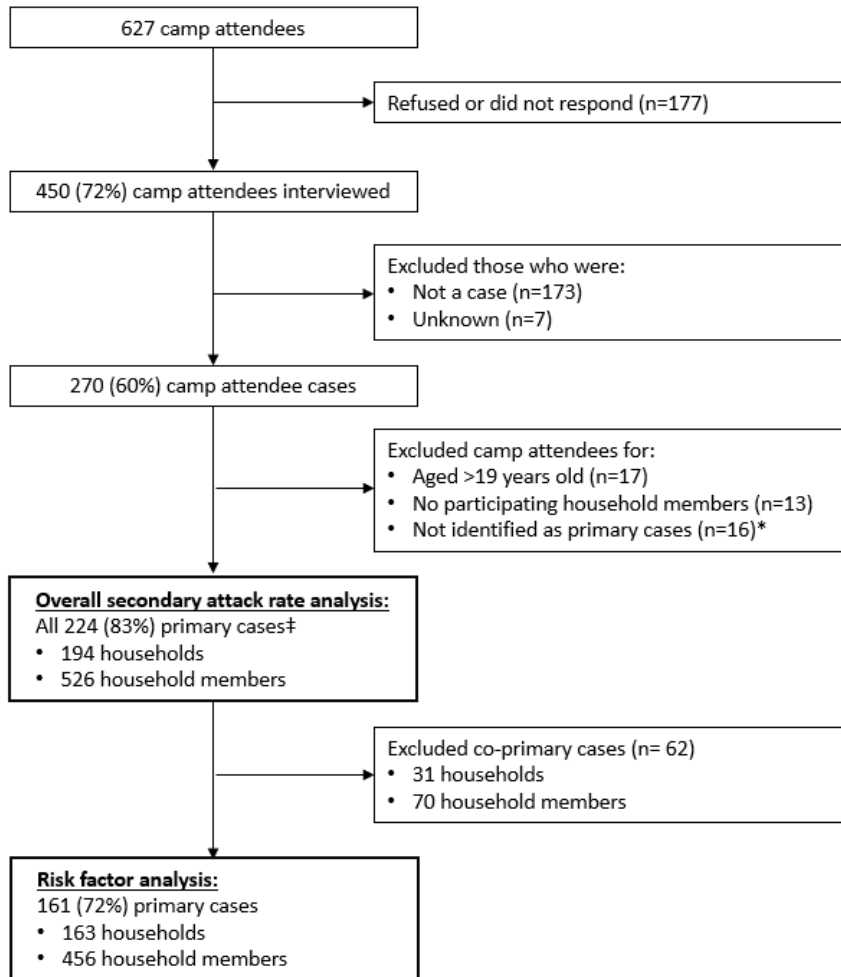 627 camp attendees
Refused or did not respond (n=177)
450 (72%) camp attendees interviewed
Excluded those who were:
• Not a case (n=173)
• Unknown (n=7)
270 (60%) camp attendee cases
Excluded camp attendees for:
• Aged >19 years old (n=17)
• No participating household members (n=13)
• Not identified as primary cases (n=16)*
Overall secondary attack rate analysis:
All 224 (83%) primary cases‡
• 194 households
• 526 household members
Excluded co-primary cases (n= 62)
• 31 households
• 70 household members
Risk factor analysis:
161 (72%) primary cases
• 163 households
• 456 household members